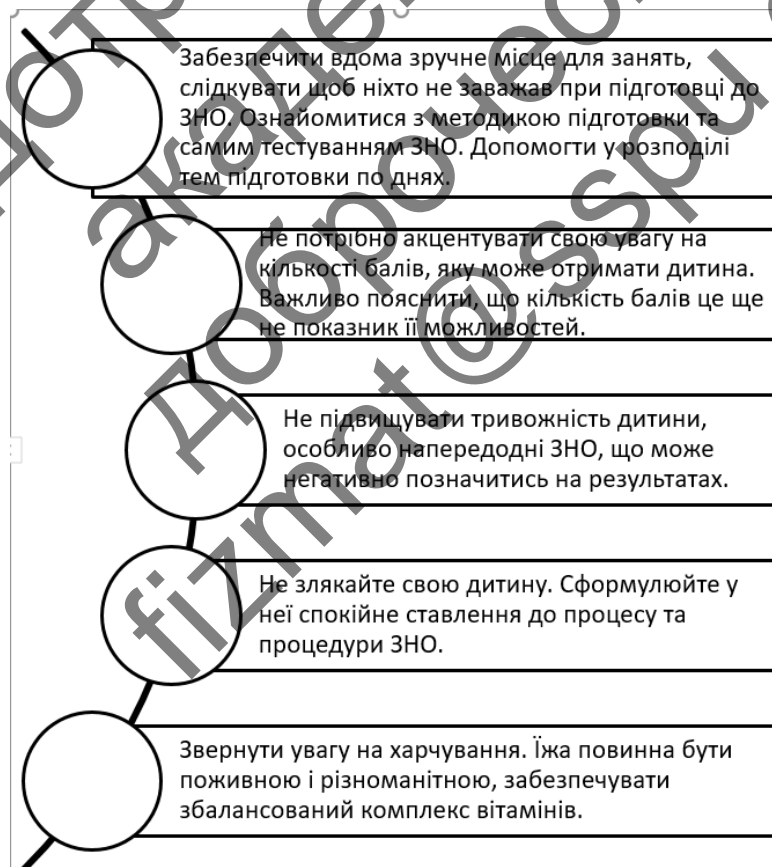 Забезпечити вдома зручне місце для занять,
слідкувати щоб ніхто не заважав при підготовці до
ЗНО. Ознайомитися з методикою підготовки та
самим тестуванням ЗНО. Допомогти у розподілі
тем підготовки по днях.
Не потрібно акцентувати свою увагу на
кількості балів, яку може отримати дитина.
Важливо пояснити, що кількість балів це ще
не показник її можливостей.
Не підвищувати тривожність дитини,
особливо напередодні ЗНО, що може
негативно позначитись на результатах.
Не злякайте свою дитину. Сформулюйте у
неї спокійне ставлення до процесу та
процедури ЗНО.
Звернути увагу на харчування. Їжа повинна бути
поживною і різноманітною, забезпечувати
збалансований комплекс вітамінів.